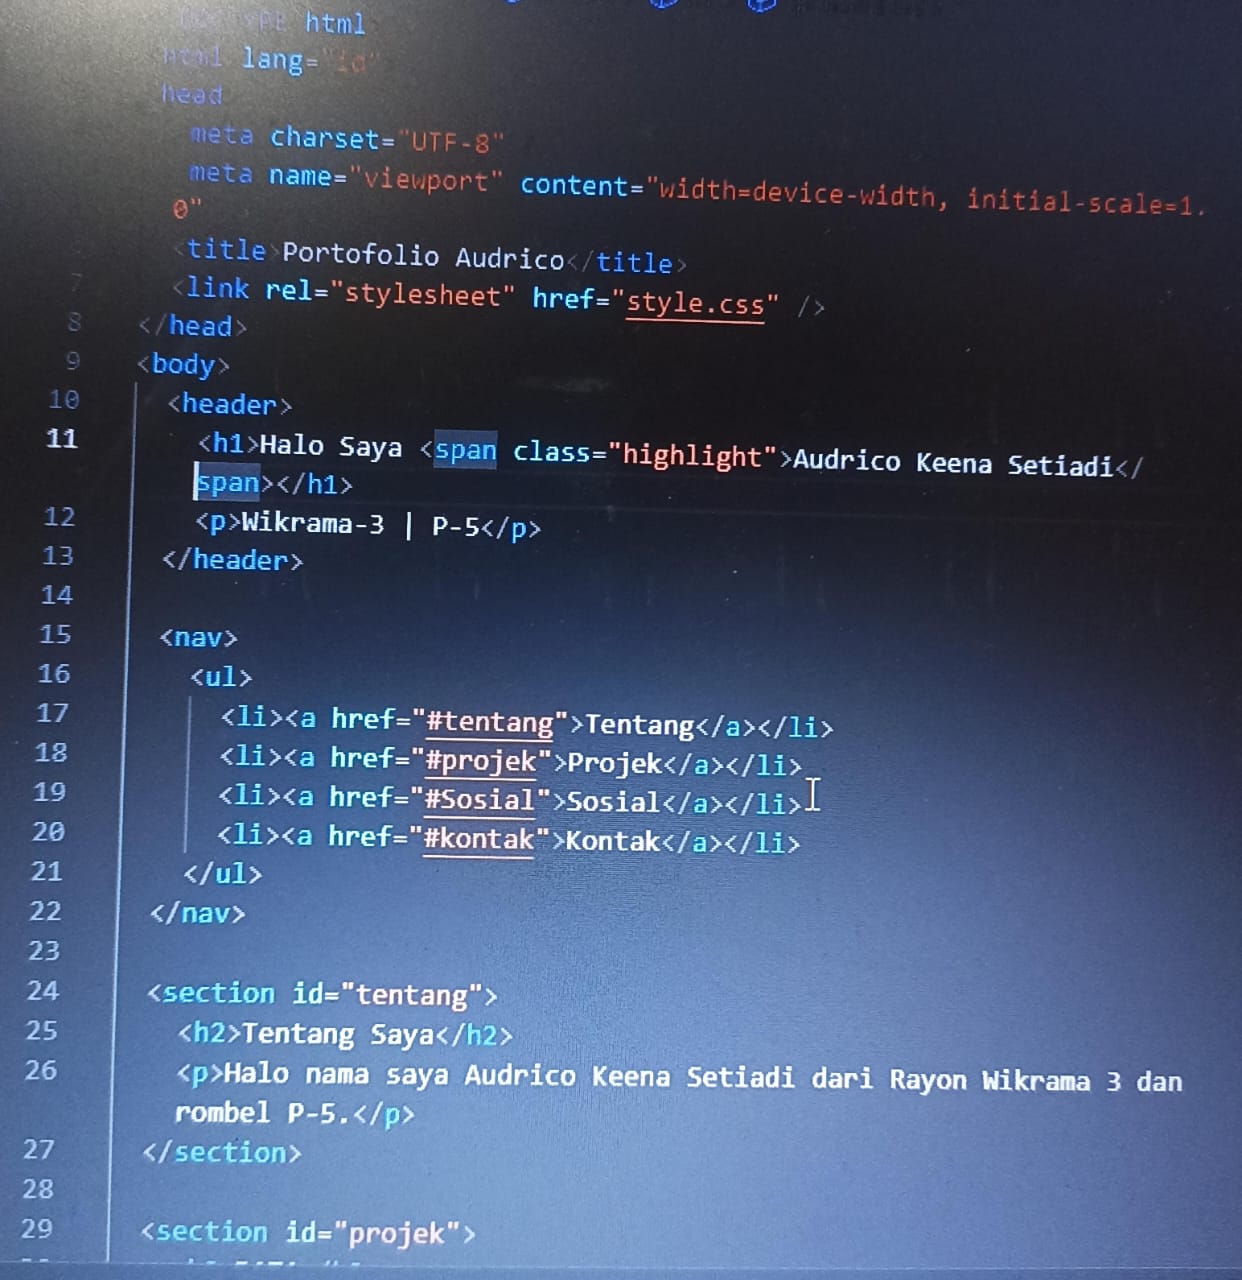 html
html lang="id"
head
meta charset="UTF-8"
meta name="viewport" content="width=device-width, initial-scale=1.
0"
title>Portofolio Audrico</title>
7 <link rel="stylesheet" href="style.css" />
8 </head>
9 <body>
10 <header>
11 <h1>Halo Saya <span class="highlight">Audrico Keena Setiadi</
span></h1>
12 <p>Wikrama-3 | P-5</p>
13 </header>
14
15 <nav>
16 <ul>
17 <li><a href="#tentang">Tentang</a></li>
18 <li><a href="#projek">Projek</a></li>
19 <li><a href="#Sosial">Sosial</a></li>
20 <li><a href="#kontak">Kontak</a></li>
21 </ul>
22 </nav>
23
24 <section id="tentang">
25 <h2>Tentang Saya</h2>
26 <p>Halo nama saya Audrico Keena Setiadi dari Rayon Wikrama 3 dan
rombel P-5.</p>
27 </section>
28
29 <section id="projek">